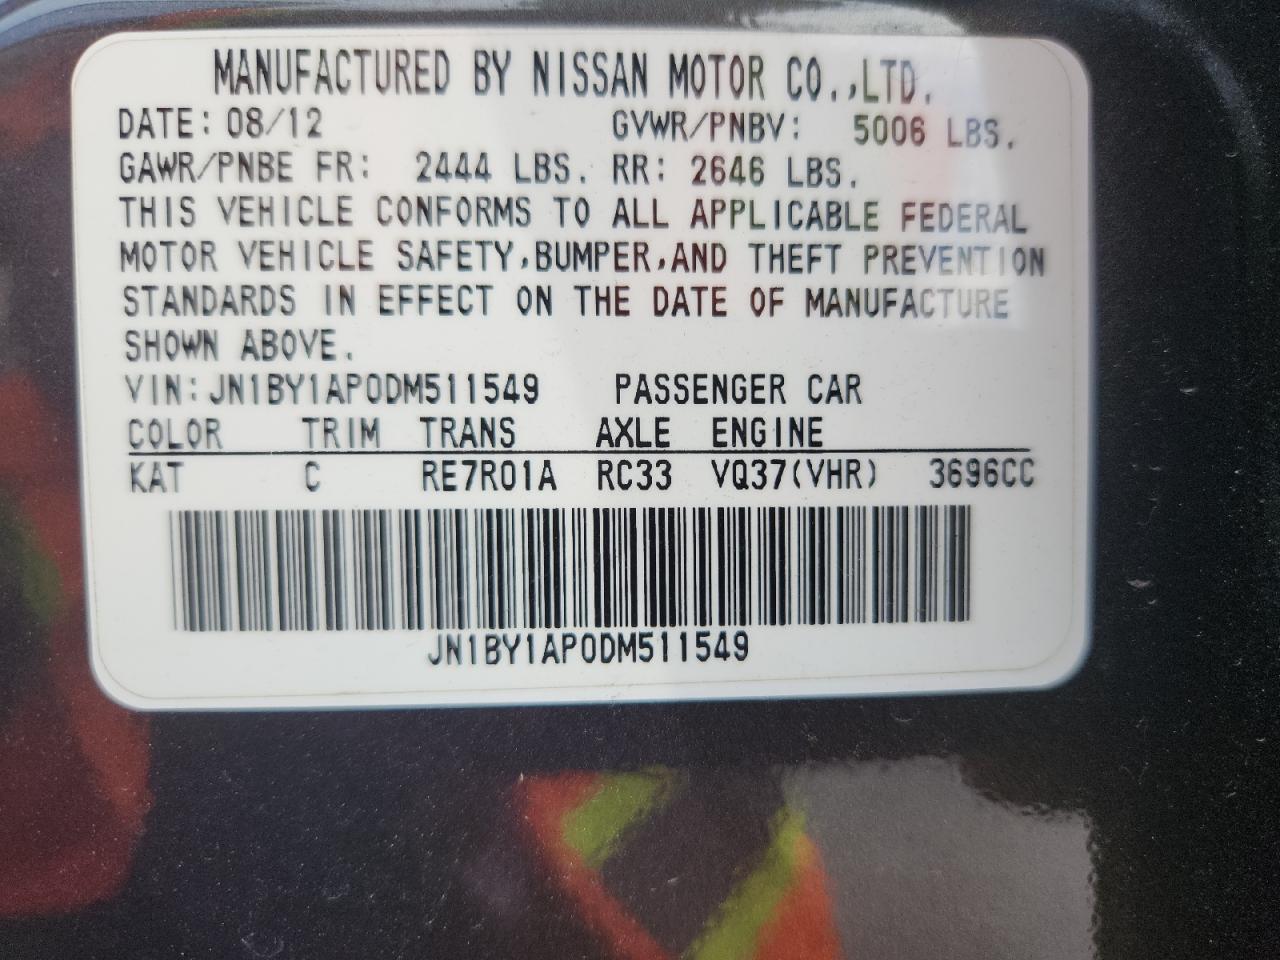 MANUFACTURED BY NISSAN MOTOR CO.,LTD.
DATE: 08/12 GVWR/PNBV: 5006 LBS.
GAWR/PNBE FR: 2444 LBS. RR: 2646 LBS.
THIS VEHICLE CONFORMS TO ALL APPLICABLE FEDERAL
MOTOR VEHICLE SAFETY,BUMPER,AND THEFT PREVENTION
STANDARDS IN EFFECT ON THE DATE OF MANUFACTURE
SHOWN ABOVE.
VIN:JN1BY1AP0DM511549 PASSENGER CAR
COLOR TRIM TRANS AXLE ENGINE
KAT C RE7R01A RC33 VQ37(VHR) 3696CC
JN1BY1AP0DM511549